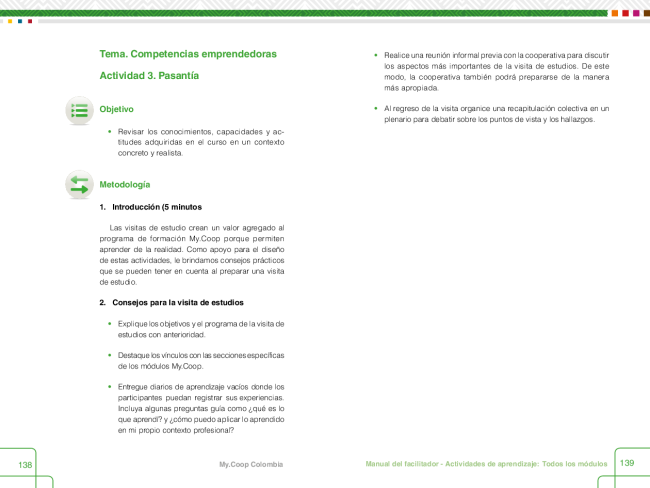 Tema. Competencias emprendedoras
Actividad 3. Pasantía
Objetivo
• Revisar los conocimientos, capacidades y ac-
titudes adquiridas en el curso en un contexto
concreto y realista.
Metodología
1. Introducción (5 minutos
Las visitas de estudio crean un valor agregado al
programa de formación My.Coop porque permiten
aprender de la realidad. Como apoyo para el diseño
de estas actividades, le brindamos consejos prácticos
que se pueden tener en cuenta al preparar una visita
de estudio.
2. Consejos para la visita de estudios
• Explique los objetivos y el programa de la visita de
estudios con anterioridad.
• Destaque los vínculos con las secciones específicas
de los módulos My.Coop.
• Entregue diarios de aprendizaje vacíos donde los
participantes puedan registrar sus experiencias.
Incluya algunas preguntas guía como ¿qué es lo
que aprendí? y ¿cómo puedo aplicar lo aprendido
en mi propio contexto profesional?
138
My.Coop Colombia
• Realice una reunión informal previa con la cooperativa para discutir
los aspectos más importantes de la visita de estudios. De este
modo, la cooperativa también podrá prepararse de la manera
más apropiada.
• Al regreso de la visita organice una recapitulación colectiva en un
plenario para debatir sobre los puntos de vista y los hallazgos.
Manual del facilitador - Actividades de aprendizaje: Todos los módulos
139